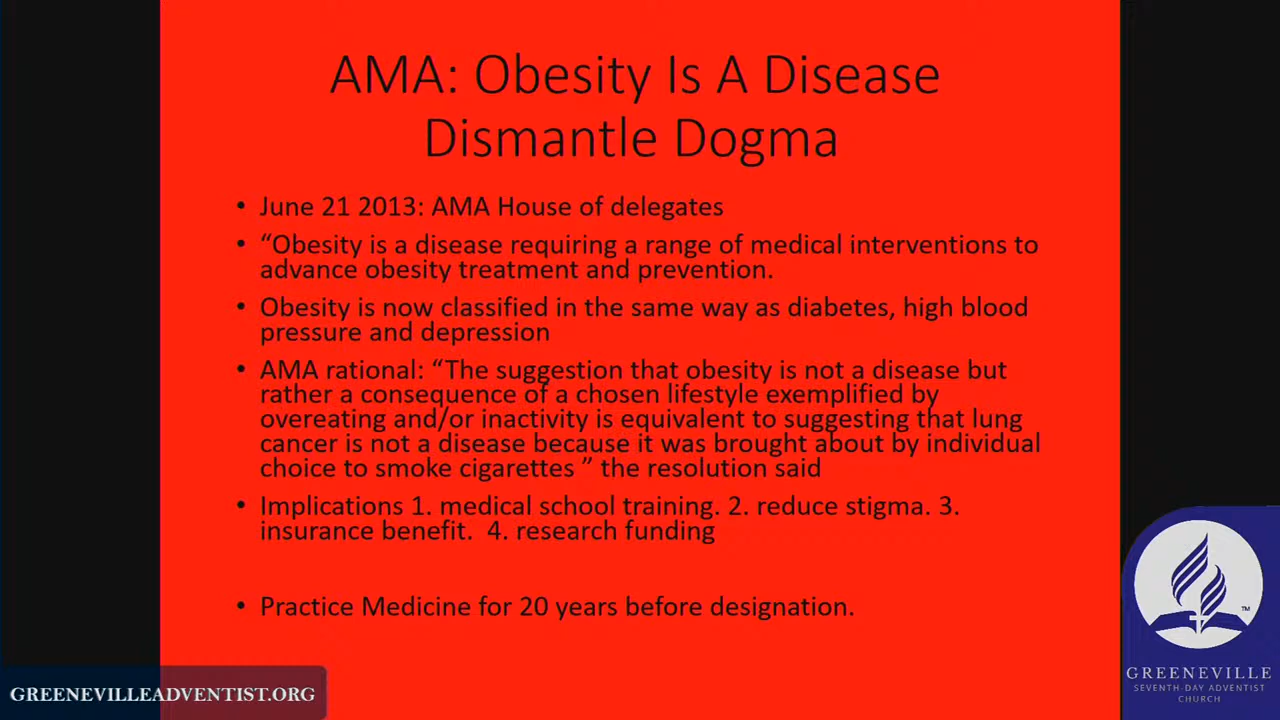 AMA: Obesity Is A Disease
Dismantle Dogma
• June 21 2013: AMA House of delegates
• “Obesity is a disease requiring a range of medical interventions to
advance obesity treatment and prevention.
• Obesity is now classified in the same way as diabetes, high blood
pressure and depression
• AMA rational: “The suggestion that obesity is not a disease but
rather a consequence of a chosen lifestyle exemplified by
overeating and/or inactivity is equivalent to suggesting that lung
cancer is not a disease because it was brought about by individual
choice to smoke cigarettes ” the resolution said
• Implications 1. medical school training. 2. reduce stigma. 3.
insurance benefit.  4. research funding
• Practice Medicine for 20 years before designation.
GREENEVILLEADVENTIST.ORG
TM
GREENEVILLE
SEVENTH-DAY ADVENTIST
CHURCH